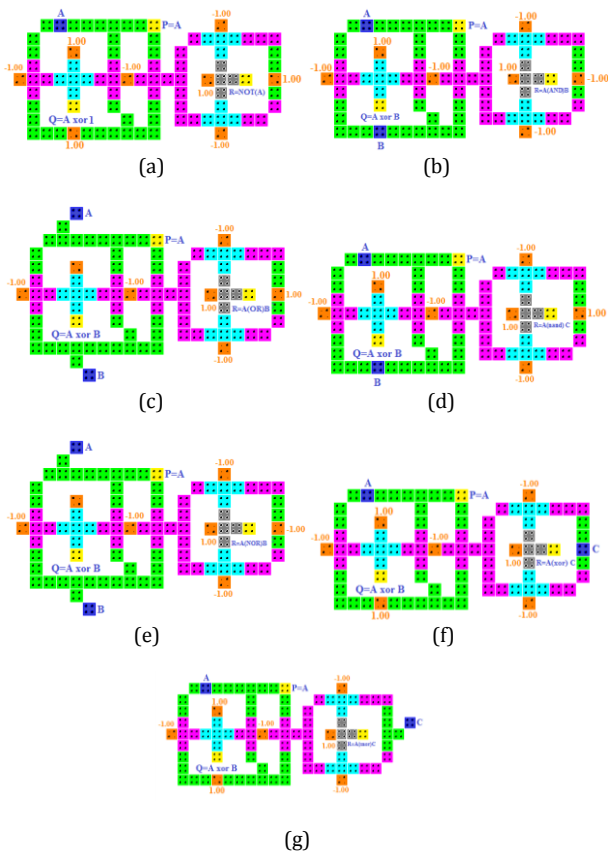 A
-1.00
1.00
P=A
-1.00
-1.00
1.00
1.00
R=NOT(A)
Q=A xor 1
1.00
-1.00
(a)
A
-1.00
1.00
P=A
-1.00
-1.00
-1.00
1.00
R=A(AND)B
Q=A xor B
B
-1.00
(b)
A
-1.00
P=A
1.00
-1.00
-1.00
1.00
1.00
R=A(OR)B
Q=A xor B
-1.00
B
(c)
A
-1.00
P=A
1.00
-1.00
-1.00
1.00
1.00
R=A(nand) C
Q=A xor B
B
-1.00
(d)
A
-1.00
P=A
1.00
-1.00
-1.00
-1.00
1.00
R=A(NOR)B
Q=A xor B
-1.00
B
(e)
A
-1.00
P=A
1.00
-1.00
-1.00
C
1.00
R=A(xor) C
Q=A xor B
1.00
-1.00
(f)
A
-1.00
P=A
1.00
-1.00
1.00
C
1.00
Q=A xor B
1.00
-1.00
(g)